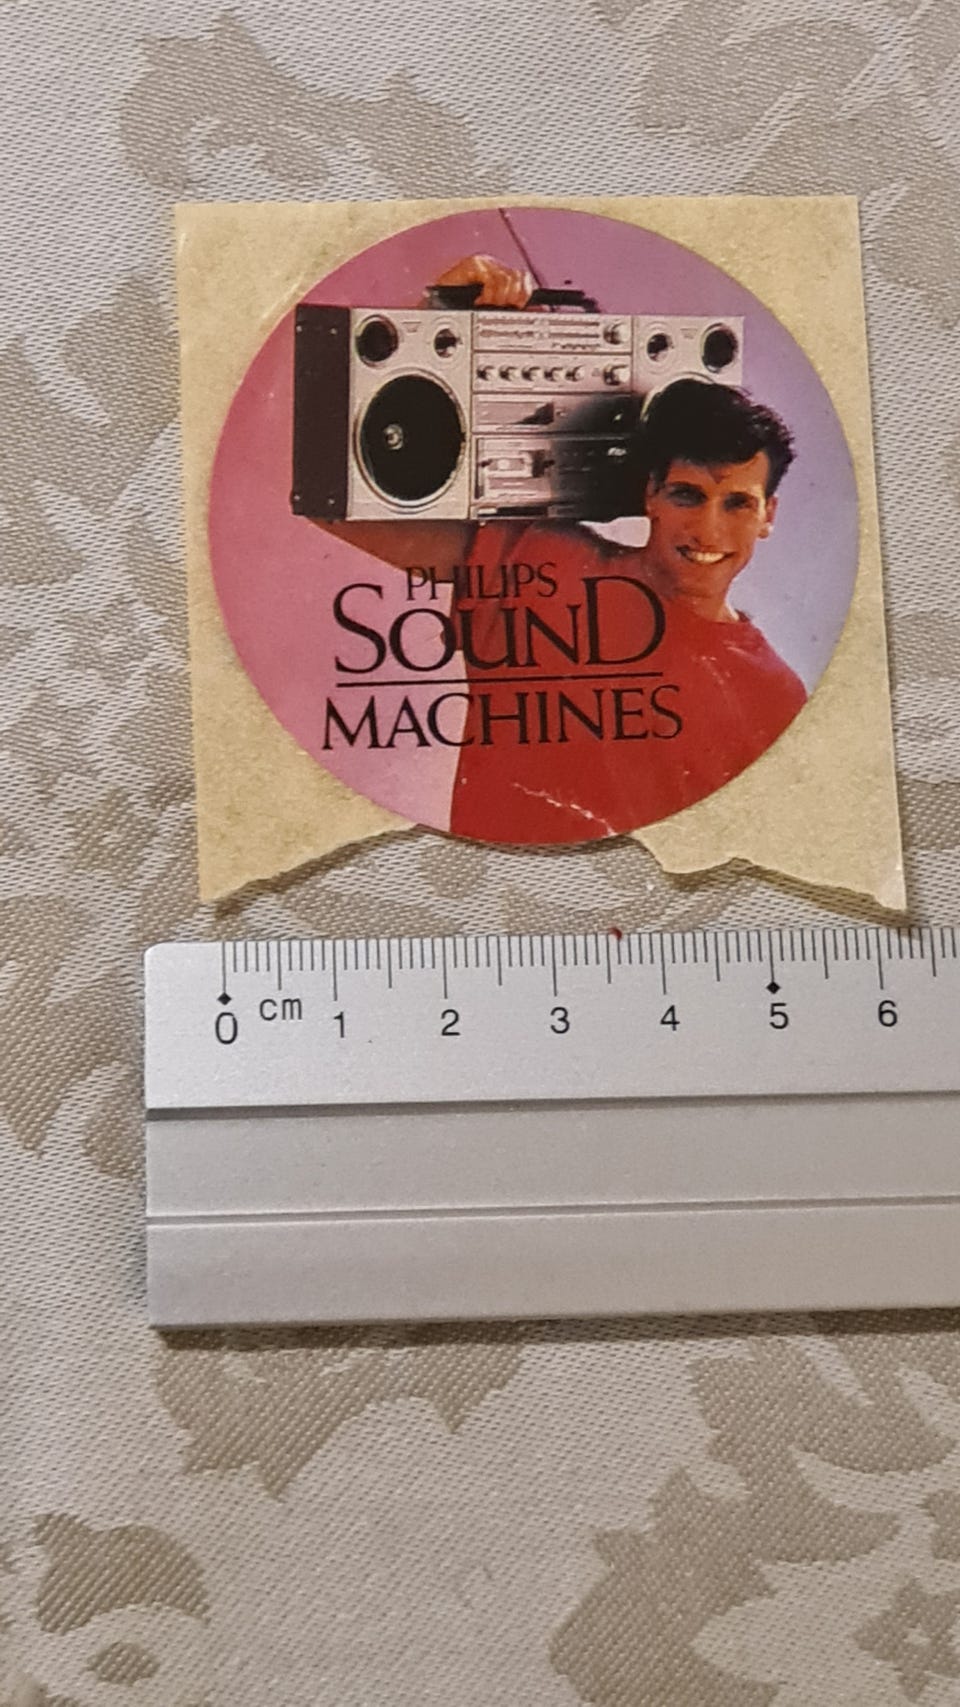 PHILIPS
SOUND
MACHINES
0 cm 1 2 3 4 5 6